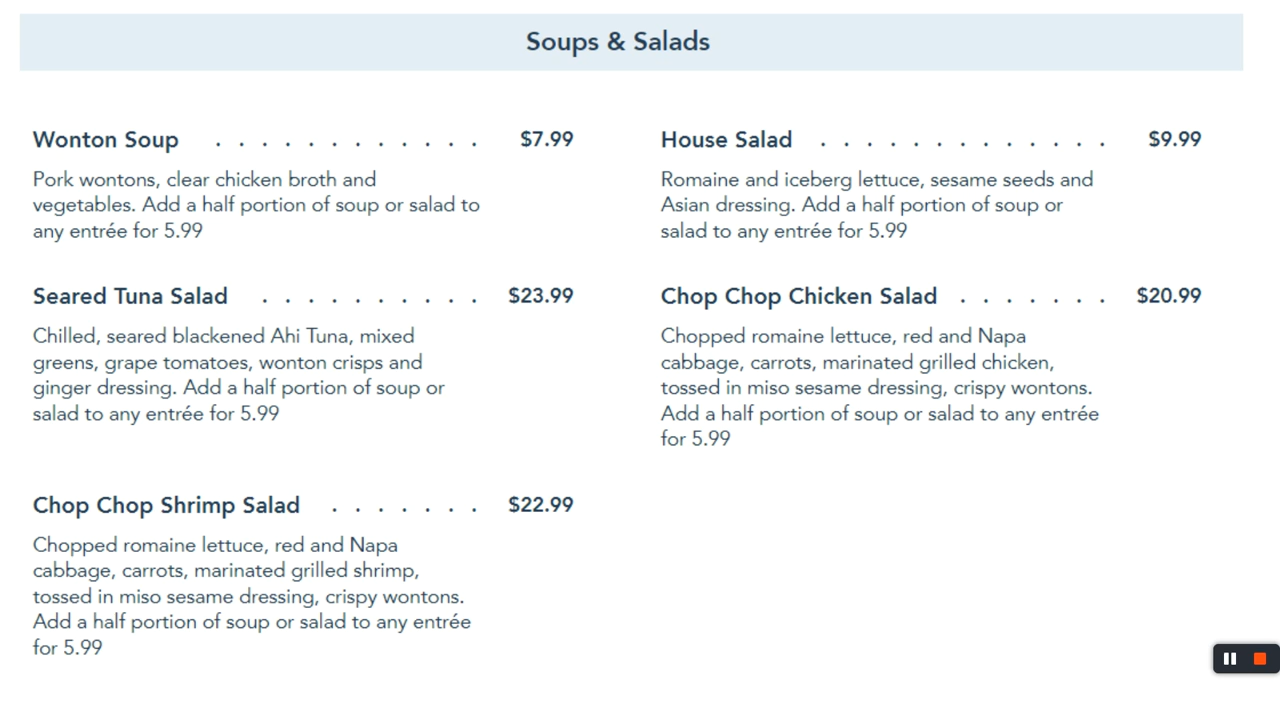 Soups & Salads
Wonton Soup . . . . . . . . . . . . $7.99
Pork wontons, clear chicken broth and
vegetables. Add a half portion of soup or salad to
any entrée for 5.99
House Salad . . . . . . . . . . . . . $9.99
Romaine and iceberg lettuce, sesame seeds and
Asian dressing. Add a half portion of soup or
salad to any entrée for 5.99
Seared Tuna Salad . . . . . . . . . . $23.99
Chilled, seared blackened Ahi Tuna, mixed
greens, grape tomatoes, wonton crisps and
ginger dressing. Add a half portion of soup or
salad to any entrée for 5.99
Chop Chop Chicken Salad . . . . . . . $20.99
Chopped romaine lettuce, red and Napa
cabbage, carrots, marinated grilled chicken,
tossed in miso sesame dressing, crispy wontons.
Add a half portion of soup or salad to any entrée
for 5.99
Chop Chop Shrimp Salad . . . . . . . $22.99
Chopped romaine lettuce, red and Napa
cabbage, carrots, marinated grilled shrimp,
tossed in miso sesame dressing, crispy wontons.
Add a half portion of soup or salad to any entrée
for 5.99